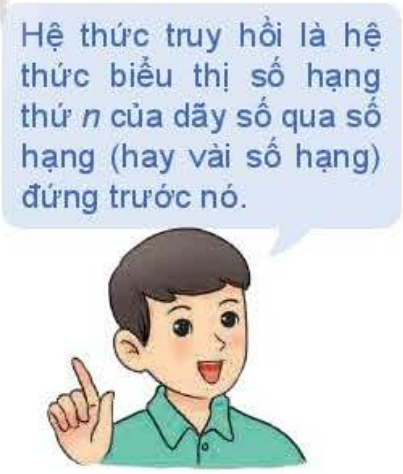 Hệ thức truy hồi là hệ
thức biểu thị số hạng
thứ n của dãy số qua số
hạng (hay vài số hạng)
đứng trước nó.